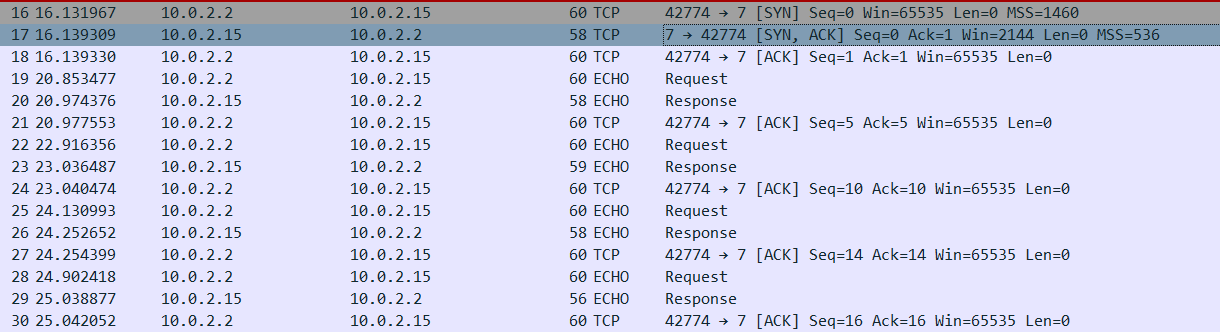 16 16.131967 10.0.2.2 10.0.2.15 60 TCP 42774 → 7 [SYN] Seq=0 Win=65535 Len=0 MSS=1460
17 16.139309 10.0.2.15 10.0.2.2 58 TCP 7 → 42774 [SYN, ACK] Seq=0 Ack=1 Win=2144 Len=0 MSS=536
18 16.139330 10.0.2.2 10.0.2.15 60 TCP 42774 → 7 [ACK] Seq=1 Ack=1 Win=65535 Len=0
19 20.853477 10.0.2.2 10.0.2.15 60 ECHO Request
20 20.974376 10.0.2.15 10.0.2.2 58 ECHO Response
21 20.977553 10.0.2.2 10.0.2.15 60 TCP 42774 → 7 [ACK] Seq=5 Ack=5 Win=65535 Len=0
22 22.916356 10.0.2.2 10.0.2.15 60 ECHO Request
23 23.036487 10.0.2.15 10.0.2.2 59 ECHO Response
24 23.040474 10.0.2.2 10.0.2.15 60 TCP 42774 → 7 [ACK] Seq=10 Ack=10 Win=65535 Len=0
25 24.130993 10.0.2.2 10.0.2.15 60 ECHO Request
26 24.252652 10.0.2.15 10.0.2.2 58 ECHO Response
27 24.254399 10.0.2.2 10.0.2.15 60 TCP 42774 → 7 [ACK] Seq=14 Ack=14 Win=65535 Len=0
28 24.902418 10.0.2.2 10.0.2.15 60 ECHO Request
29 25.038877 10.0.2.15 10.0.2.2 56 ECHO Response
30 25.042052 10.0.2.2 10.0.2.15 60 TCP 42774 → 7 [ACK] Seq=16 Ack=16 Win=65535 Len=0